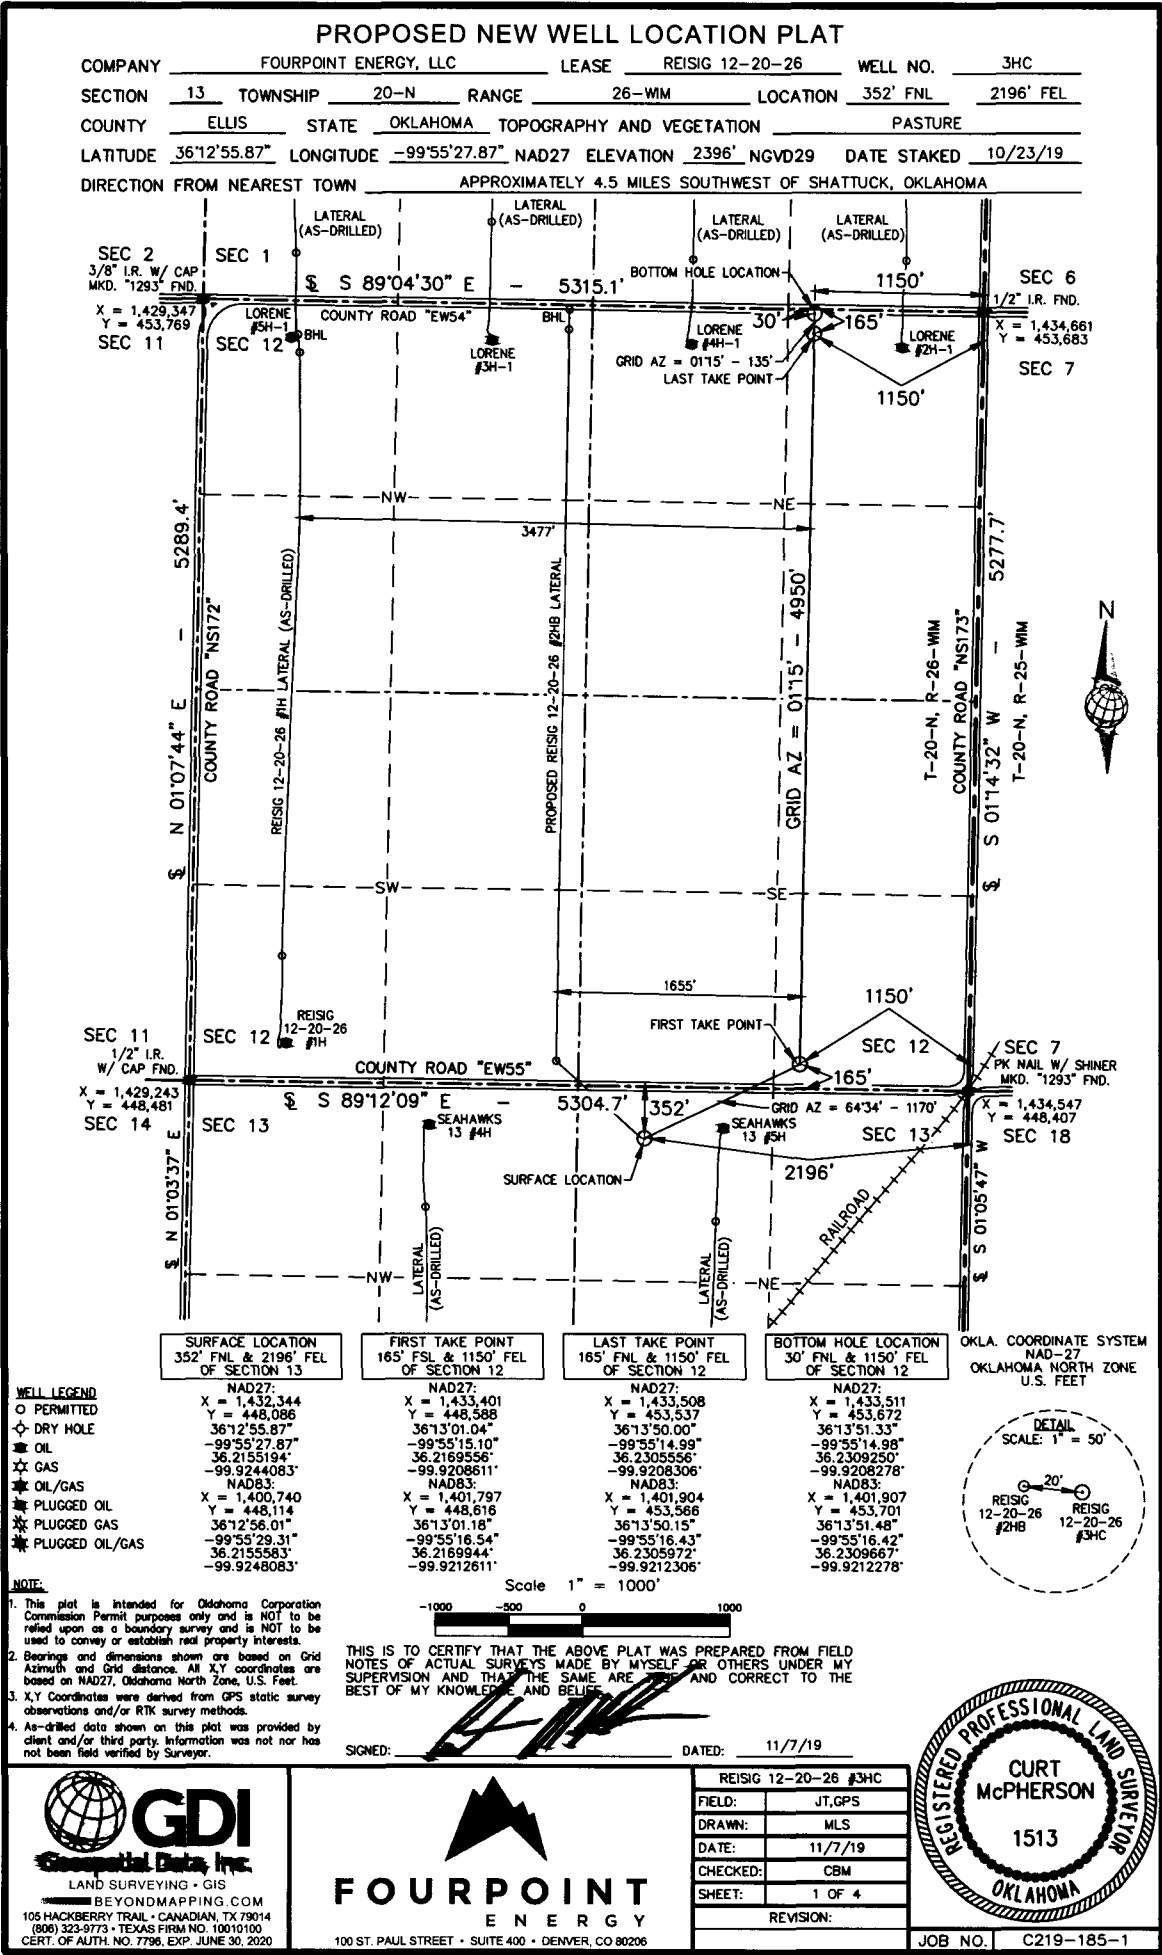 PROPOSED NEW WELL LOCATION PLAT
COMPANY FOURPOINT ENERGY, LLC LEASE REISIG 12-20-26 WELL NO. 3HC
SECTION 13 TOWNSHIP 20-N RANGE 26-WIM LOCATION 352' FNL 2196' FEL
COUNTY ELLIS STATE OKLAHOMA TOPOGRAPHY AND VEGETATION PASTURE
LATITUDE 36°12'55.87" LONGITUDE -99°55'27.87" NAD27 ELEVATION 2396' NGVD29 DATE STAKED 10/23/19
DIRECTION FROM NEAREST TOWN APPROXIMATELY 4.5 MILES SOUTHWEST OF SHATTUCK, OKLAHOMA
LATERAL
(AS-DRILLED)
LATERAL
(AS-DRILLED)
LATERAL
(AS-DRILLED)
LATERAL
(AS-DRILLED)
SEC 2
SEC 1
3/8" I.R. W/ CAP
MKD. "1293" FND.
X = 1,429,347
Y = 453,769
SEC 11
SEC 12
S 89°04'30" E - 5315.1'
COUNTY ROAD "EW54"
BOTTOM HOLE LOCATION
1150'
SEC 6
1/2" I.R. FND.
X = 1,434,661
Y = 453,683
SEC 7
LORENE
#5H-1
BHL
LORENE
#3H-1
BHL
30'
165'
LORENE
#4H-1
LORENE
#2H-1
GRID AZ = 01°15' - 135'
LAST TAKE POINT
1150'
NW
NE
3477'
5289.4'
N 01°07'44" E -
COUNTY ROAD "NS172"
REISIG 12-20-26 #1H LATERAL (AS-DRILLED)
PROPOSED REISIG 12-20-26 #2HB LATERAL
GRID AZ = 01°15' - 4950'
T-20-N, R-26-WIM
COUNTY ROAD "NS173"
5277.7'
S 01°14'32" W -
T-20-N, R-25-WIM
N
SW
SE
1655'
1150'
FIRST TAKE POINT
REISIG
12-20-26
#1H
SEC 11
SEC 12
1/2" I.R.
W/ CAP FND.
X = 1,429,243
Y = 448,481
SEC 14
SEC 13
COUNTY ROAD "EW55"
S 89°12'09" E - 5304.7'
SEC 12
165'
SEC 7
PK NAIL W/ SHINER
MKD. "1293" FND.
X = 1,434,547
Y = 448,407
SEC 18
352'
GRID AZ = 64°34' - 1170'
SEAHAWKS
13 #4H
SEAHAWKS
13 #5H
SEC 13
2196'
SURFACE LOCATION
RAILROAD
N 01°03'37" E
S 01°05'47" W
LATERAL
(AS-DRILLED)
LATERAL
(AS-DRILLED)
NW
NE
SURFACE LOCATION
352' FNL & 2196' FEL
OF SECTION 13
NAD27:
X = 1,432,344
Y = 448,086
36°12'55.87"
-99°55'27.87"
36.2155194°
-99.9244083°
NAD83:
X = 1,400,740
Y = 448,114
36°12'56.01"
-99°55'29.31"
36.2155583°
-99.9248083°
FIRST TAKE POINT
165' FSL & 1150' FEL
OF SECTION 12
NAD27:
X = 1,433,401
Y = 448,588
36°13'01.04"
-99°55'15.10"
36.2169556°
-99.9208611°
NAD83:
X = 1,401,797
Y = 448,616
36°13'01.18"
-99°55'16.54"
36.2169944°
-99.9212611°
LAST TAKE POINT
165' FNL & 1150' FEL
OF SECTION 12
NAD27:
X = 1,433,508
Y = 453,537
36°13'50.00"
-99°55'14.99"
36.2305556°
-99.9208306°
NAD83:
X = 1,401,904
Y = 453,566
36°13'50.15"
-99°55'16.43"
36.2305972°
-99.9212306°
BOTTOM HOLE LOCATION
30' FNL & 1150' FEL
OF SECTION 12
NAD27:
X = 1,433,511
Y = 453,672
36°13'51.33"
-99°55'14.98"
36.2309250°
-99.9208278°
NAD83:
X = 1,401,907
Y = 453,701
36°13'51.48"
-99°55'16.42"
36.2309667°
-99.9212278°
OKLA. COORDINATE SYSTEM
NAD-27
OKLAHOMA NORTH ZONE
U.S. FEET
WELL LEGEND
PERMITTED
DRY HOLE
OIL
GAS
OIL/GAS
PLUGGED OIL
PLUGGED GAS
PLUGGED OIL/GAS
DETAIL
SCALE: 1" = 50'
20'
REISIG
12-20-26
#2HB
REISIG
12-20-26
#3HC
NOTE:
1. This plat is intended for Oklahoma Corporation
Commission Permit purposes only and is NOT to be
relied upon as a boundary survey and is NOT to be
used to convey or establish real property interests.
2. Bearings and dimensions shown are based on Grid
Azimuth and Grid distance. All X,Y coordinates are
based on NAD27, Oklahoma North Zone, U.S. Feet.
3. X,Y Coordinates were derived from GPS static survey
observations and/or RTK survey methods.
4. As-drilled data shown on this plat was provided by
client and/or third party. Information was not nor has
not been field verified by Surveyor.
Scale 1" = 1000'
-1000 -500 0 1000
THIS IS TO CERTIFY THAT THE ABOVE PLAT WAS PREPARED FROM FIELD
NOTES OF ACTUAL SURVEYS MADE BY MYSELF OR OTHERS UNDER MY
SUPERVISION AND THAT THE SAME ARE AND CORRECT TO THE
BEST OF MY KNOWLEDGE AND BELIEF
SIGNED: DATED: 11/7/19
REGISTERED PROFESSIONAL LAND SURVEYOR
CURT
McPHERSON
1513
OKLAHOMA
GDI
Geospatial Data, Inc.
LAND SURVEYING • GIS
BEYONDMAPPING.COM
105 HACKBERRY TRAIL • CANADIAN, TX 79014
(806) 323-9773 • TEXAS FIRM NO. 10010100
CERT. OF AUTH. NO. 7796, EXP. JUNE 30, 2020
FOURPOINT
ENERGY
100 ST. PAUL STREET • SUITE 400 • DENVER, CO 80206
REISIG 12-20-26 #3HC
FIELD: JT,GPS
DRAWN: MLS
DATE: 11/7/19
CHECKED: CBM
SHEET: 1 OF 4
REVISION:
JOB NO. C219-185-1